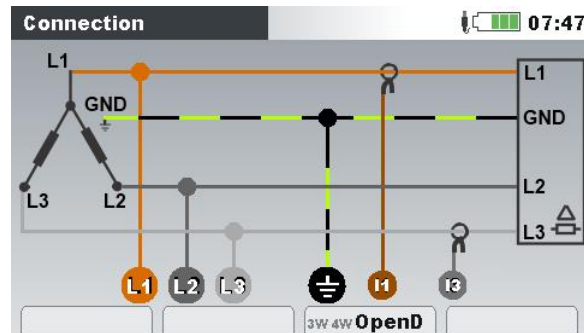 Connection 07:47
L1 L1
GND GND
L3 L2 L2
L3
L1 L2 L3 I1 I3
3W 4W OpenD